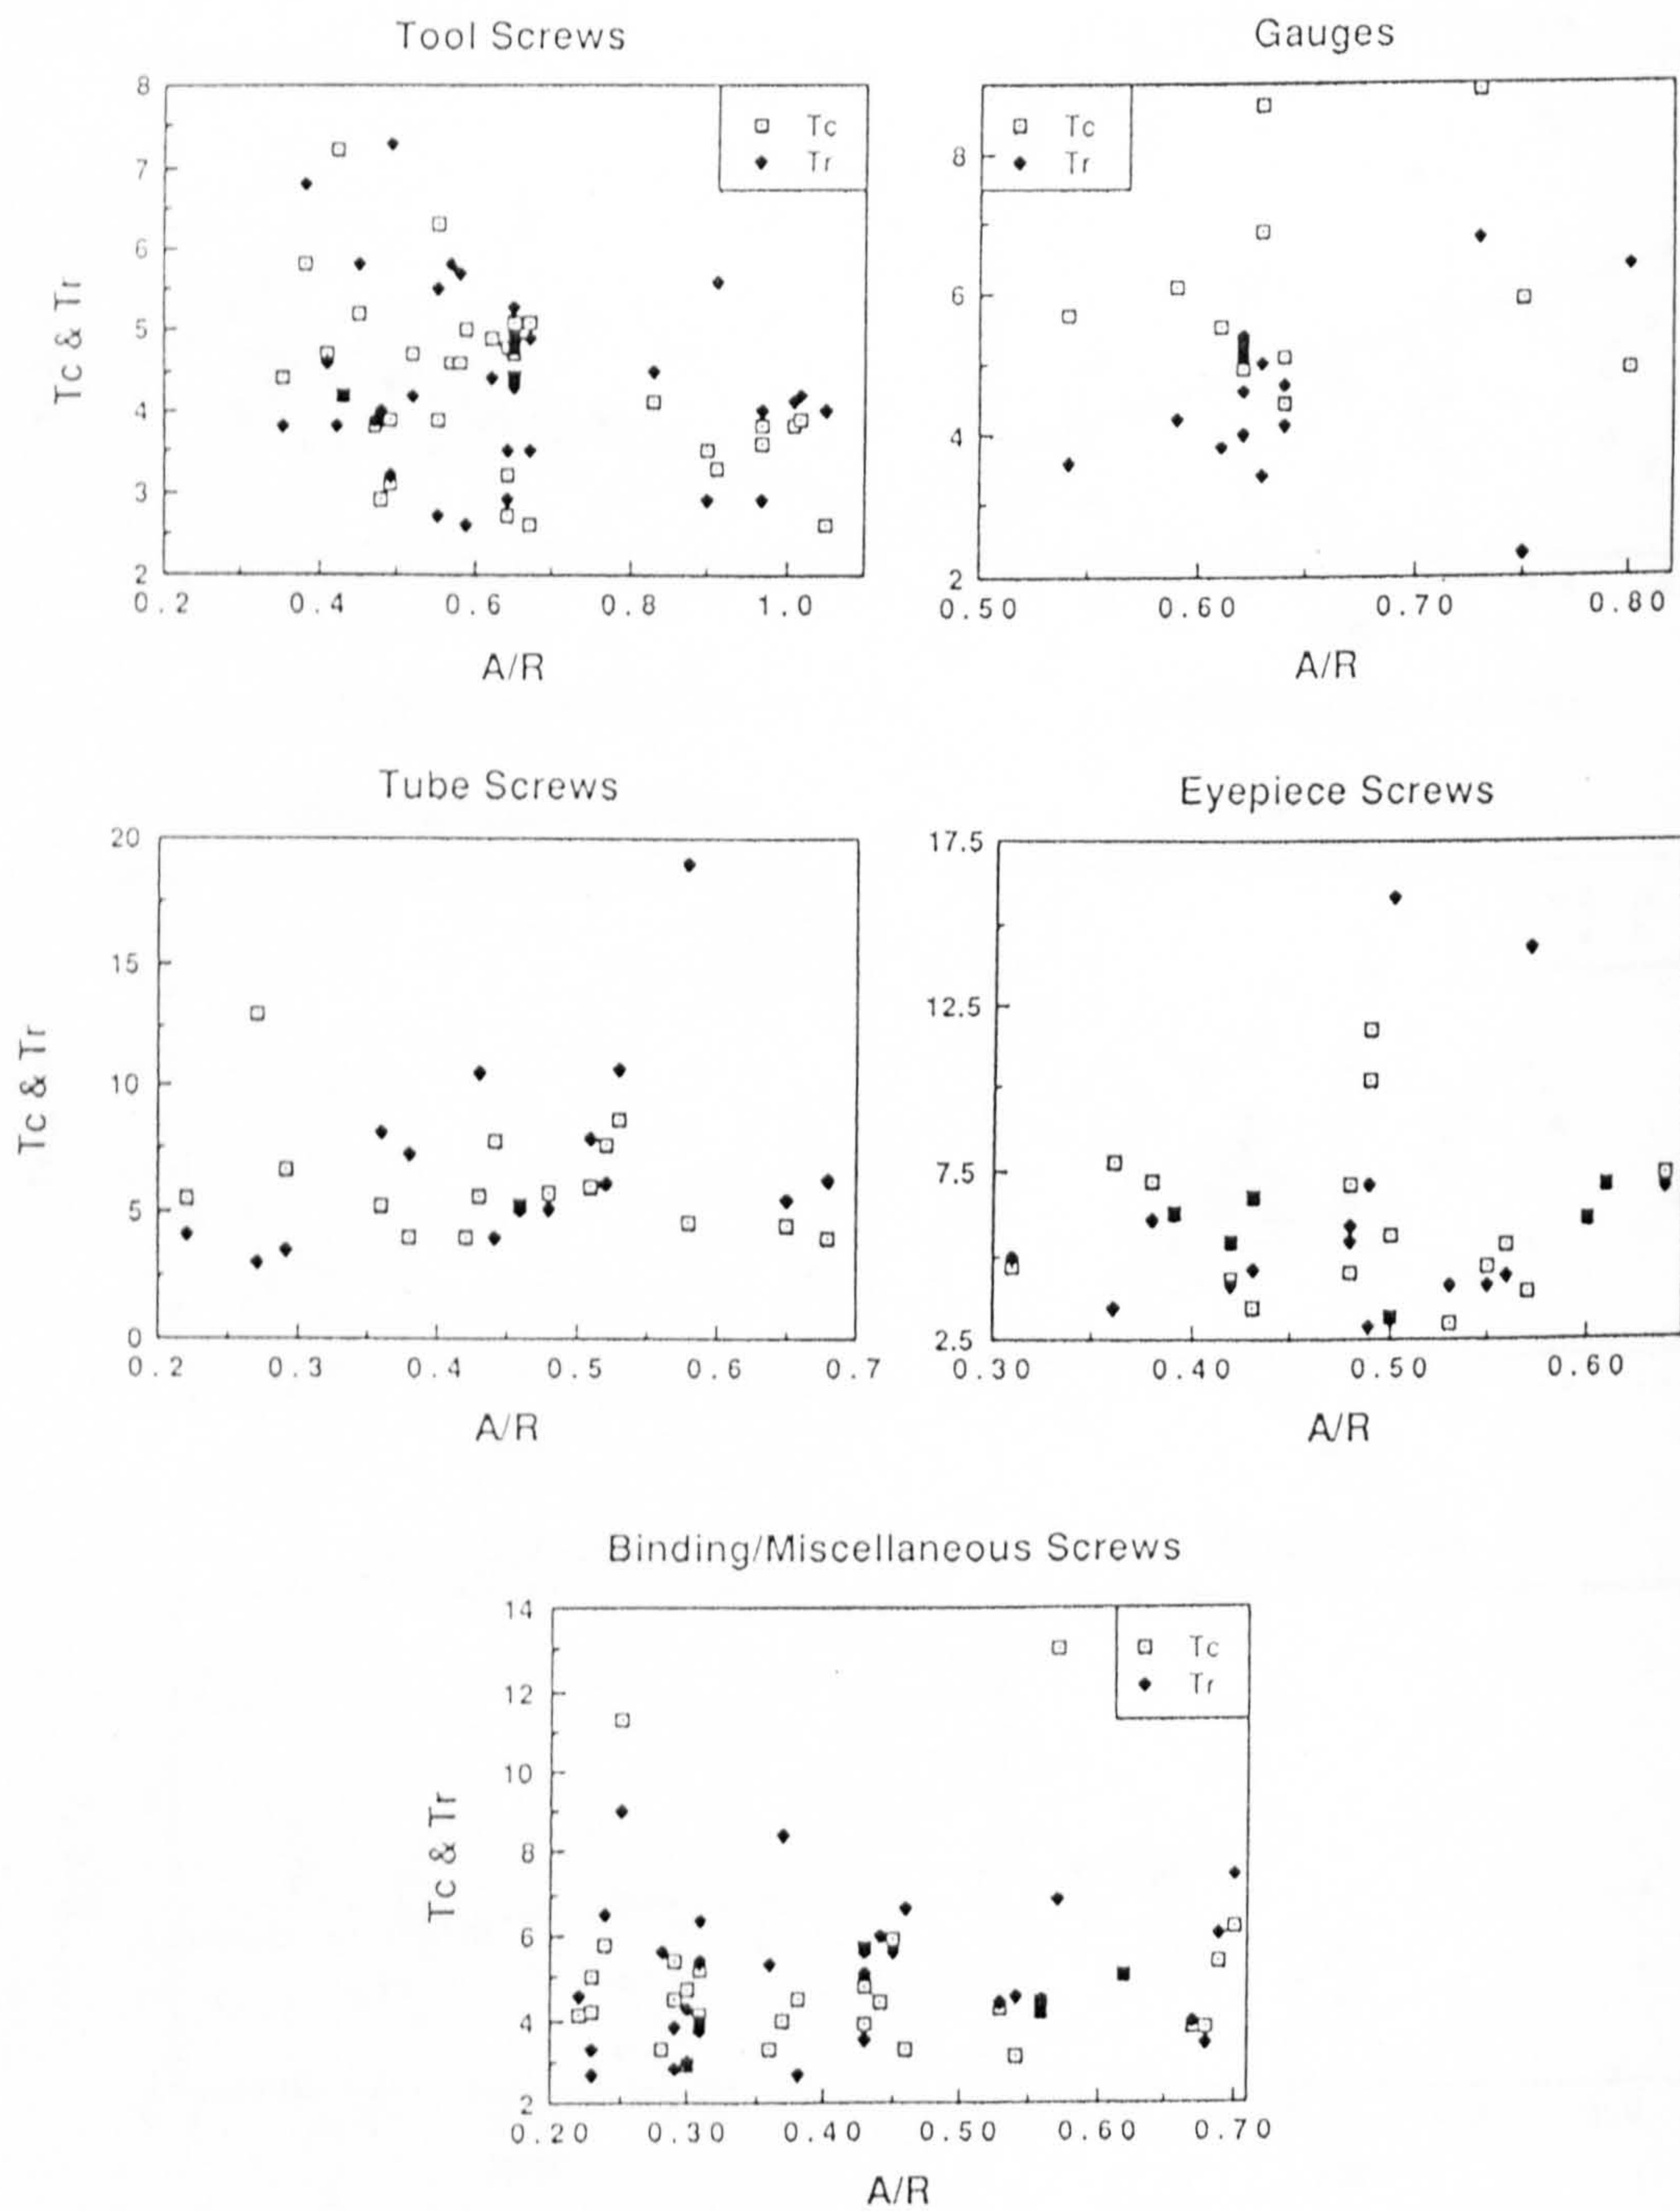 Tool Screws
Tc & Tr
8
7
6
5
4
3
2
0.2 0.4 0.6 0.8 1.0
A/R
Tc
Tr
Gauges
8
6
4
2
0.50 0.60 0.70 0.80
A/R
Tc
Tr
Tube Screws
Tc & Tr
20
15
10
5
0
0.2 0.3 0.4 0.5 0.6 0.7
A/R
Eyepiece Screws
17.5
12.5
7.5
2.5
0.30 0.40 0.50 0.60
A/R
Binding/Miscellaneous Screws
Tc & Tr
14
12
10
8
6
4
2
0.20 0.30 0.40 0.50 0.60 0.70
A/R
Tc
Tr